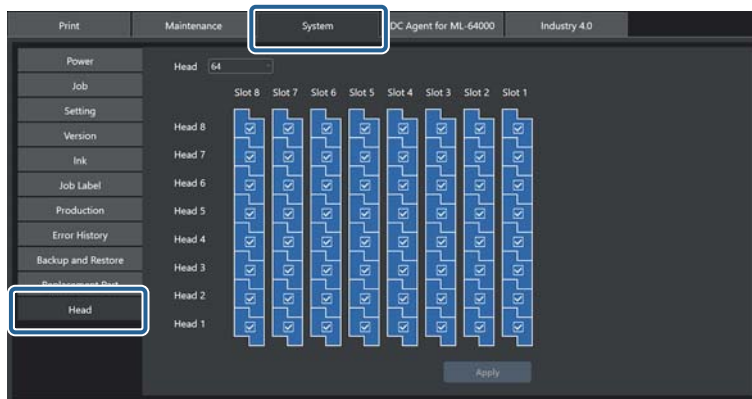 Print Maintenance System DC Agent for ML-64000 Industry 4.0
Power
Job
Setting
Version
Ink
Job Label
Production
Error History
Backup and Restore
Replacement Part
Head
Head 64
Slot 8 Slot 7 Slot 6 Slot 5 Slot 4 Slot 3 Slot 2 Slot 1
Head 8
Head 7
Head 6
Head 5
Head 4
Head 3
Head 2
Head 1
Apply